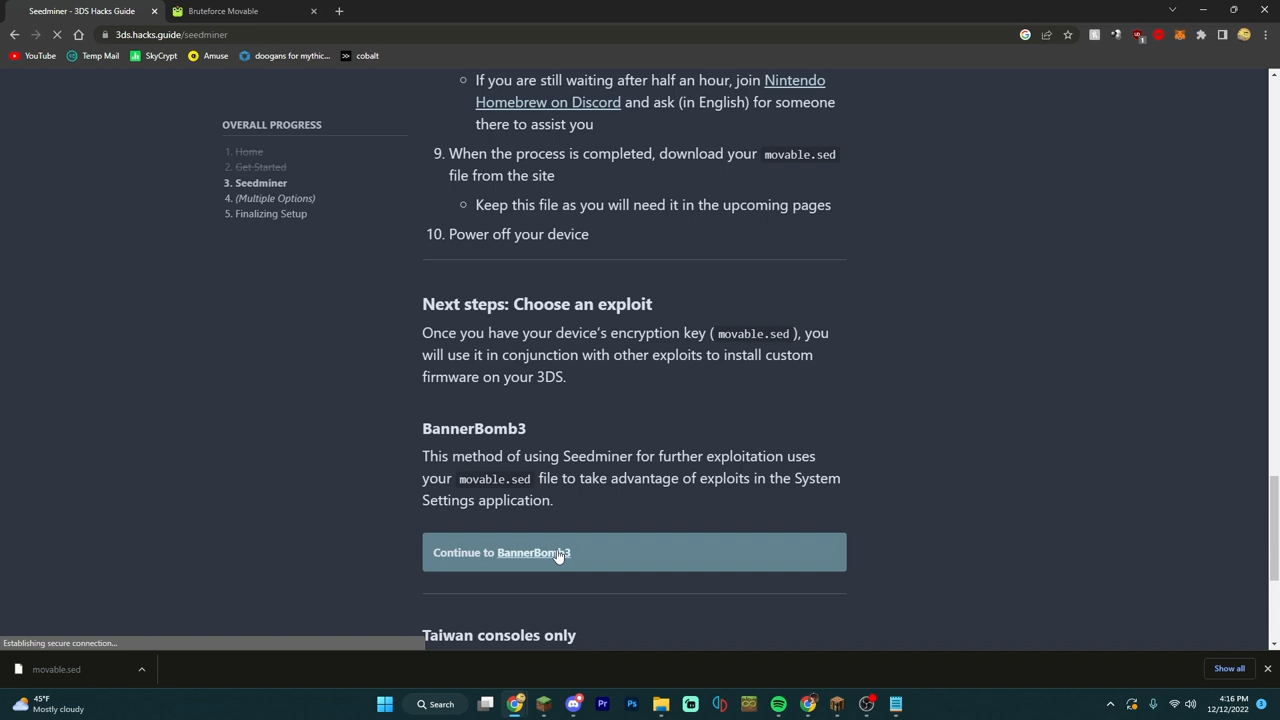 Seedminer - 3DS Hacks Guide
Bruteforce Movable
3ds.hacks.guide/seedminer
YouTube
Temp Mail
SkyCrypt
Amuse
doogans for mythic...
cobalt
OVERALL PROGRESS
1. Home
2. Get Started
3. Seedminer
4. (Multiple Options)
5. Finalizing Setup
If you are still waiting after half an hour, join Nintendo
Homebrew on Discord and ask (in English) for someone
there to assist you
9. When the process is completed, download your movable.sed
file from the site
Keep this file as you will need it in the upcoming pages
10. Power off your device
Next steps: Choose an exploit
Once you have your device's encryption key ( movable.sed ), you
will use it in conjunction with other exploits to install custom
firmware on your 3DS.
BannerBomb3
This method of using Seedminer for further exploitation uses
your movable.sed file to take advantage of exploits in the System
Settings application.
Continue to BannerBomb3
Taiwan consoles only
Establishing secure connection...
movable.sed
Show all
45°F
Mostly cloudy
Search
4:16 PM
12/12/2022
3